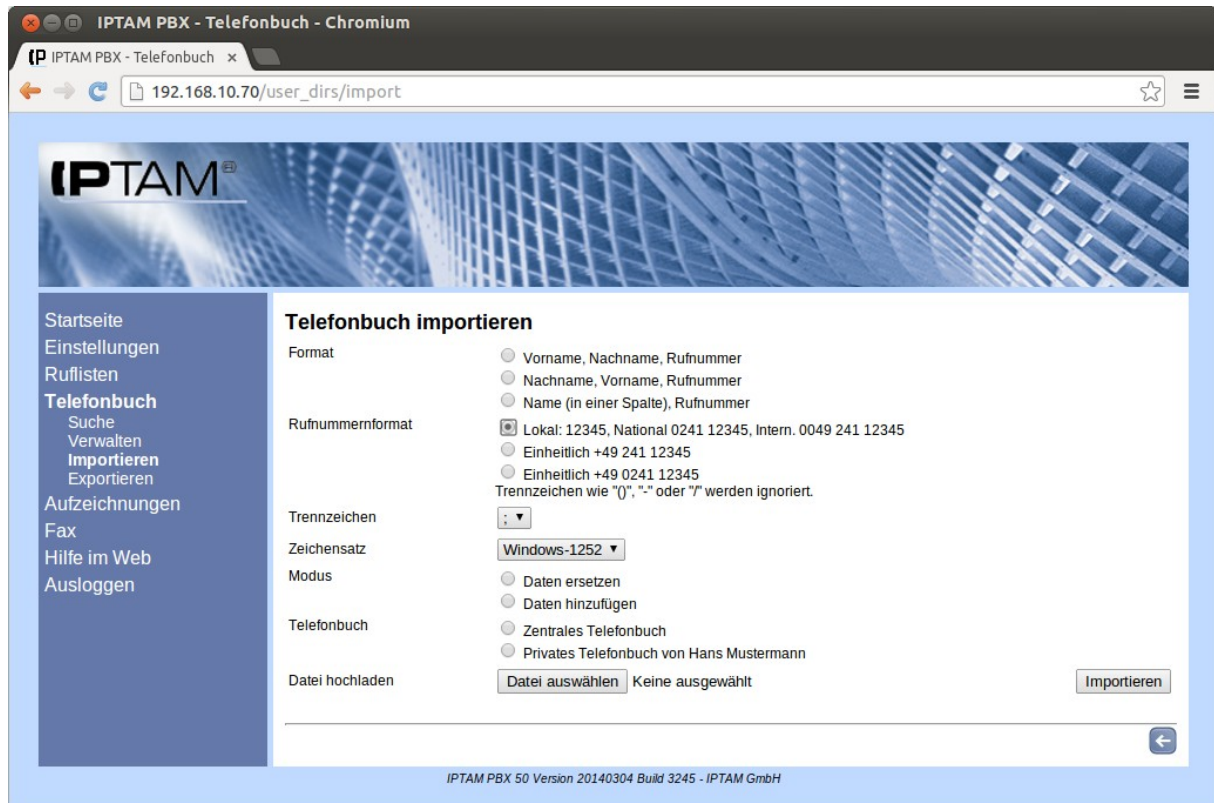 IPTAM PBX - Telefonbuch - Chromium
IPTAM PBX - Telefonbuch
192.168.10.70/user_dirs/import
IPTAM®
Startseite
Einstellungen
Ruflisten
Telefonbuch
Suche
Verwalten
Importieren
Exportieren
Aufzeichnungen
Fax
Hilfe im Web
Ausloggen
Telefonbuch importieren
Format
Vorname, Nachname, Rufnummer
Nachname, Vorname, Rufnummer
Name (in einer Spalte), Rufnummer
Rufnummernformat
Lokal: 12345, National 0241 12345, Intern. 0049 241 12345
Einheitlich +49 241 12345
Einheitlich +49 0241 12345
Trennzeichen wie "()", "-" oder "/" werden ignoriert.
Trennzeichen
;
Zeichensatz
Windows-1252
Modus
Daten ersetzen
Daten hinzufügen
Telefonbuch
Zentrales Telefonbuch
Privates Telefonbuch von Hans Mustermann
Datei hochladen
Datei auswählen Keine ausgewählt
Importieren
IPTAM PBX 50 Version 20140304 Build 3245 - IPTAM GmbH